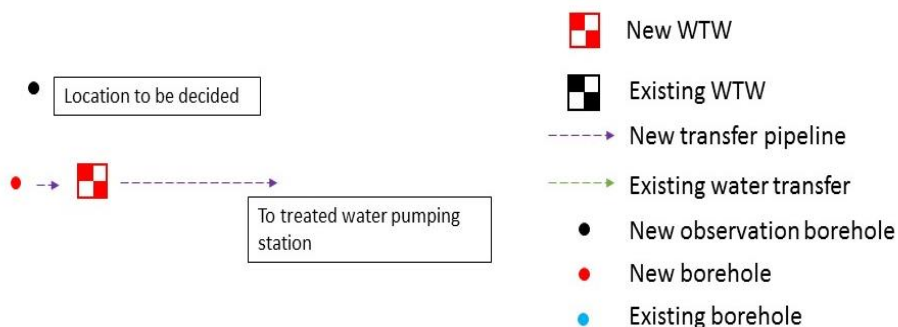 Location to be decided
To treated water pumping
station
New WTW
Existing WTW
New transfer pipeline
Existing water transfer
New observation borehole
New borehole
Existing borehole